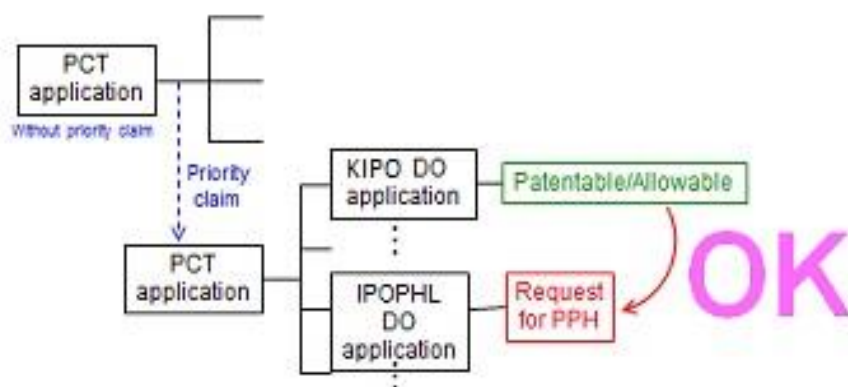 PCT
application
Without priority claim
Priority
claim
KIPO DO
application
Patentable/Allowable
PCT
application
IPOPHL
DO
application
Request
for PPH
OK